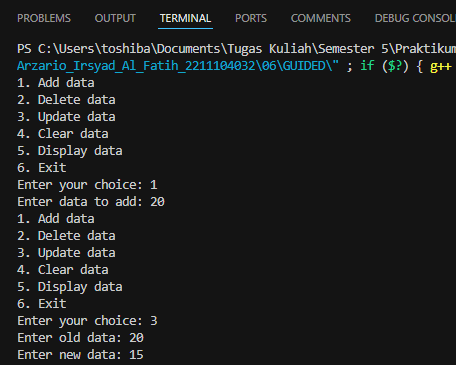 PROBLEMS OUTPUT TERMINAL PORTS COMMENTS DEBUG CONSOL
PS C:\Users\toshiba\Documents\Tugas Kuliah\Semester 5\Praktikum
Arzario_Irsyad_Al_Fatih_2211104032\06\GUIDED\" ; if ($?) { g++
1. Add data
2. Delete data
3. Update data
4. Clear data
5. Display data
6. Exit
Enter your choice: 1
Enter data to add: 20
1. Add data
2. Delete data
3. Update data
4. Clear data
5. Display data
6. Exit
Enter your choice: 3
Enter old data: 20
Enter new data: 15